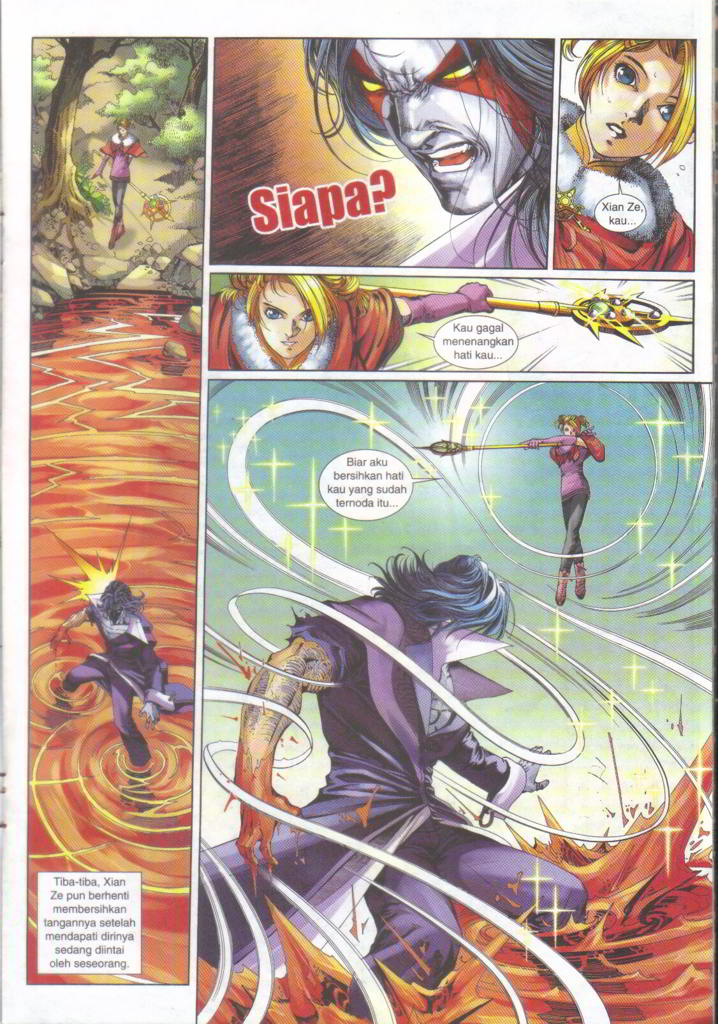 Tiba-tiba, Xian
Ze pun berhenti
membersihkan
tangannya setelah
mendapati dirinya
sedang diintai
oleh seseorang.
Siapa?
Xian Ze,
kau...
Kau gagal
menenangkan
hati kau...
Biar aku
bersihkan hati
kau yang sudah
ternoda itu...